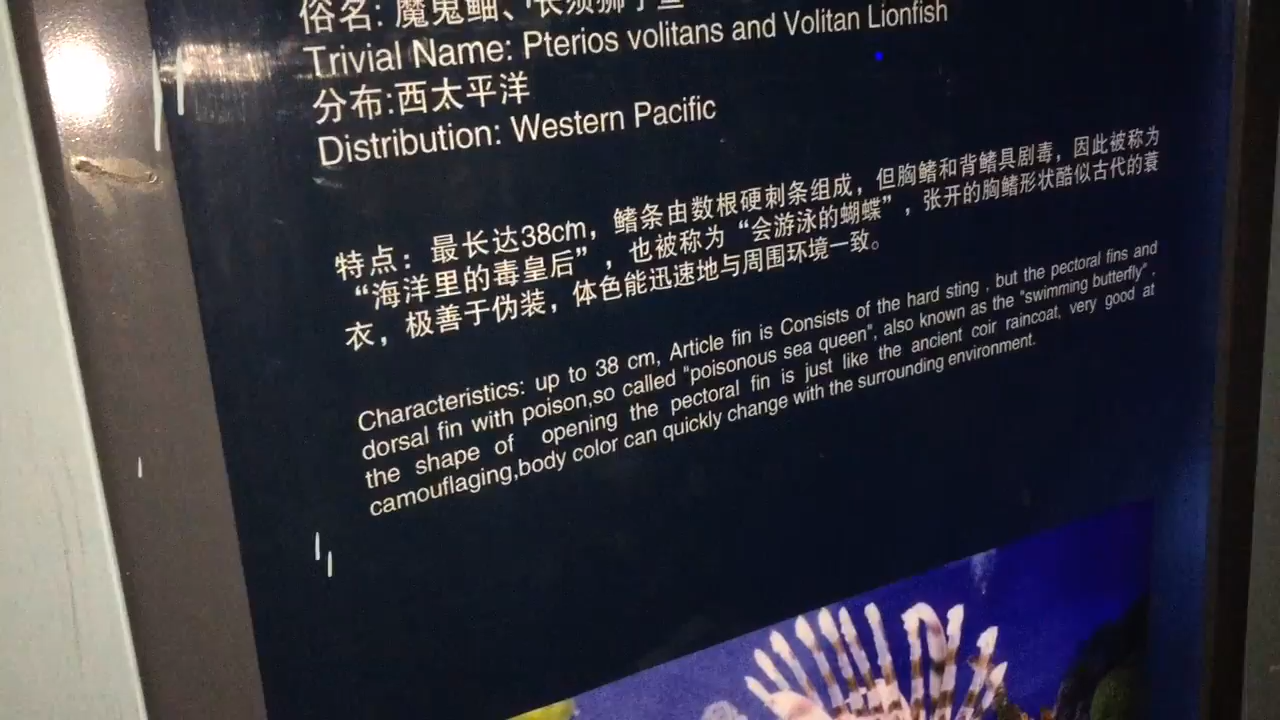 俗名: 魔鬼鲉、长须狮子鱼
Trivial Name: Pterios volitans and Volitan Lionfish
分布:西太平洋
Distribution: Western Pacific
特点：最长达38cm，鳍条由数根硬刺条组成，但胸鳍和背鳍具剧毒，因此被称为
“海洋里的毒皇后”，也被称为“会游泳的蝴蝶”，张开的胸鳍形状酷似古代的蓑
衣，极善于伪装，体色能迅速地与周围环境一致。
Characteristics: up to 38 cm, Article fin is Consists of the hard sting , but the pectoral fins and
dorsal fin with poison,so called "poisonous sea queen", also known as the "swimming butterfly" ,
the shape of opening the pectoral fin is just like the ancient coir raincoat, very good at
camouflaging,body color can quickly change with the surrounding environment.